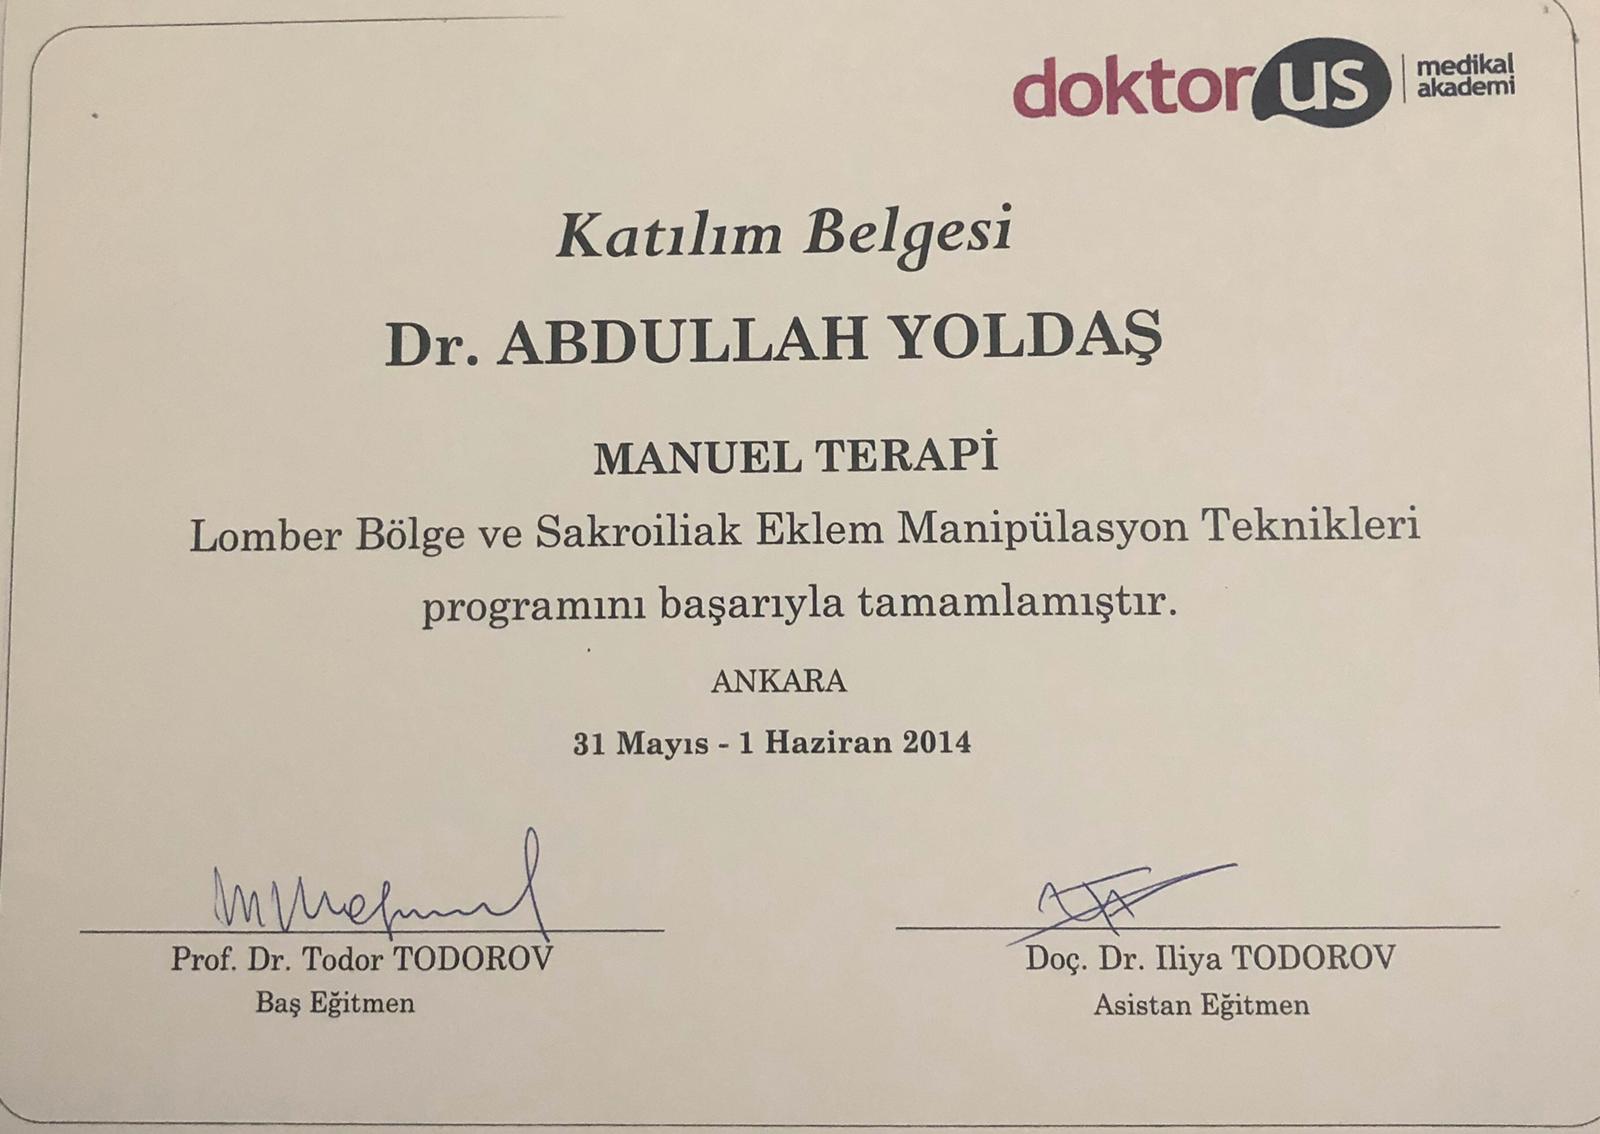 doktorus medikal
akademi
Katılım Belgesi
Dr. ABDULLAH YOLDAŞ
MANUEL TERAPİ
Lomber Bölge ve Sakroiliak Eklem Manipülasyon Teknikleri
programını başarıyla tamamlamıştır.
ANKARA
31 Mayıs - 1 Haziran 2014
Prof. Dr. Todor TODOROV
Baş Eğitmen
Doç. Dr. Iliya TODOROV
Asistan Eğitmen